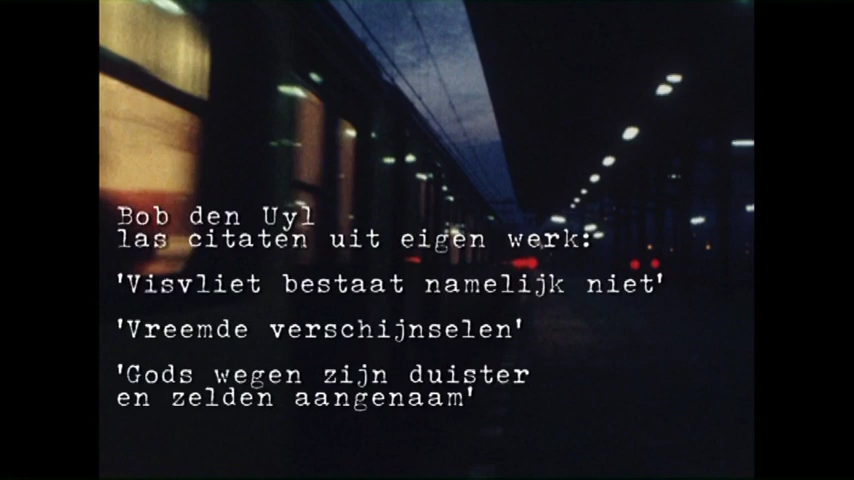 Bob den Uyl
las citaten uit eigen werk:
'Visvliet bestaat namelijk niet'
'Vreemde verschijnselen'
'Gods wegen zijn duister
en zelden aangenaam'